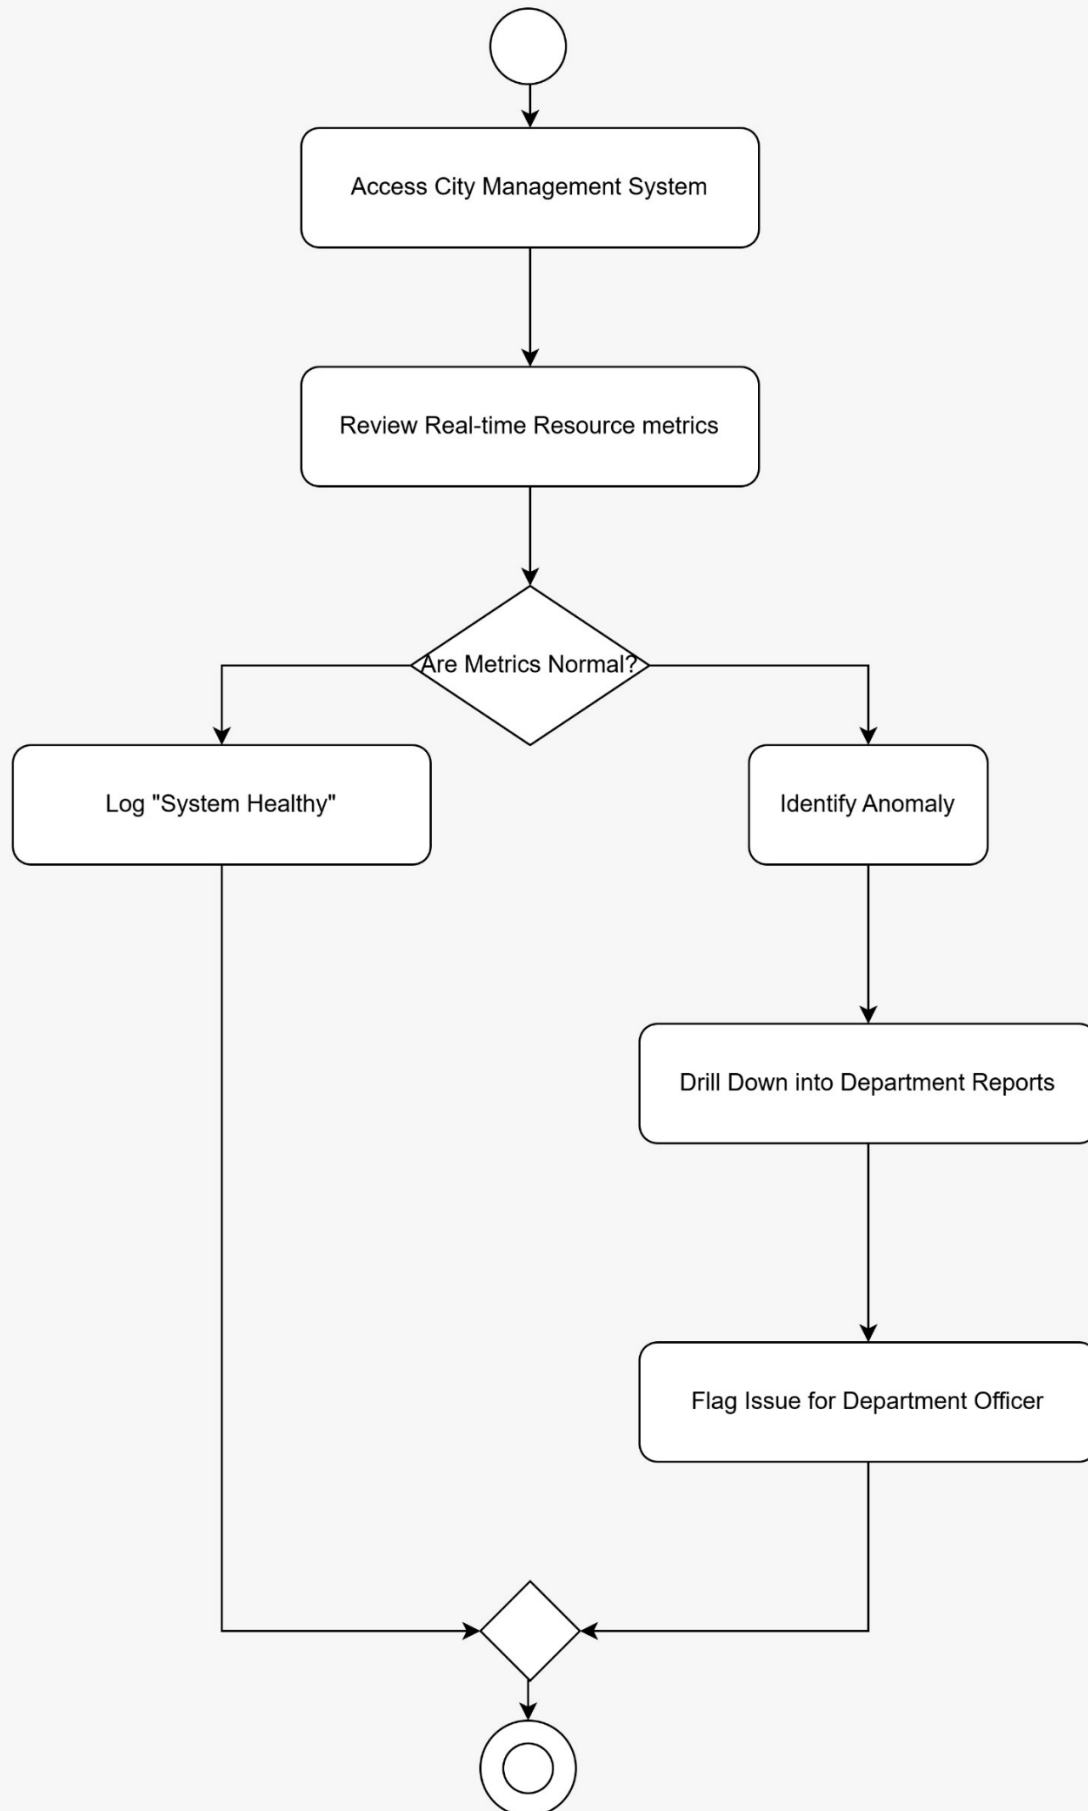 Access City Management System
Review Real-time Resource metrics
Are Metrics Normal?
Log "System Healthy"
Identify Anomaly
Drill Down into Department Reports
Flag Issue for Department Officer